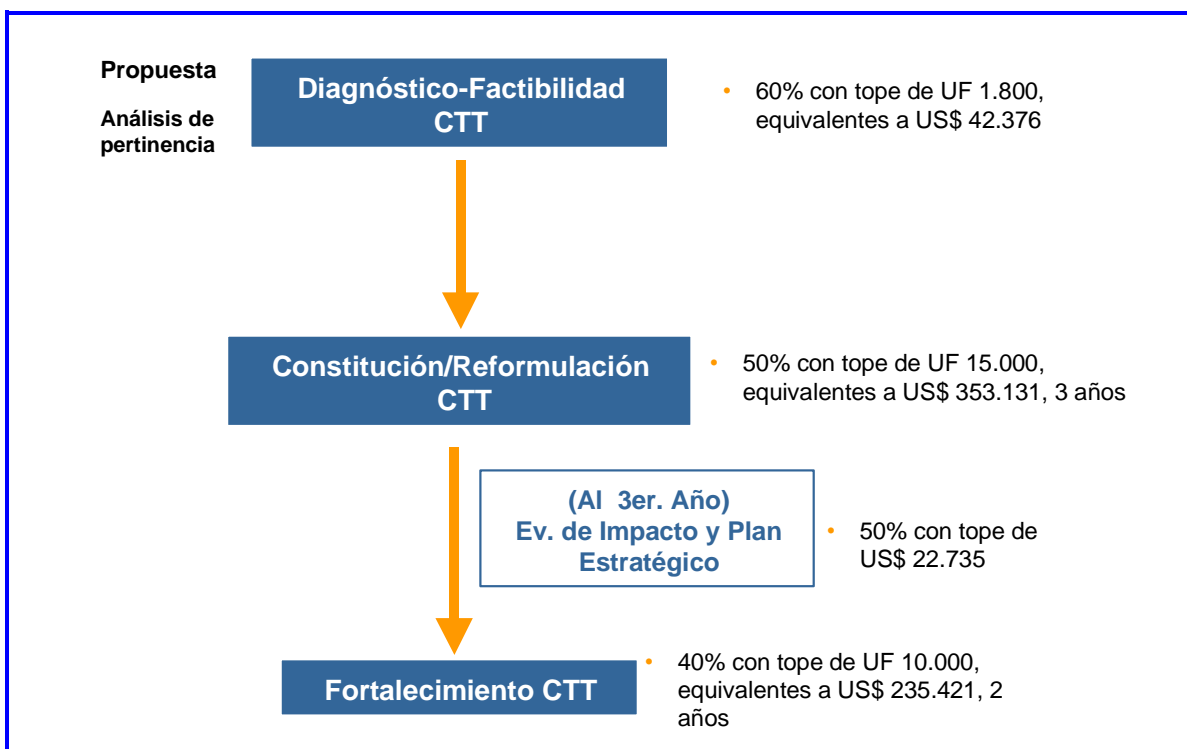 Propuesta
Análisis de
pertinencia
Diagnóstico-Factibilidad
CTT
• 60% con tope de UF 1.800,
equivalentes a US$ 42.376
Constitución/Reformulación
CTT
• 50% con tope de UF 15.000,
equivalentes a US$ 353.131, 3 años
(Al 3er. Año)
Ev. de Impacto y Plan
Estratégico
• 50% con tope de
US$ 22.735
Fortalecimiento CTT
• 40% con tope de UF 10.000,
equivalentes a US$ 235.421, 2
años